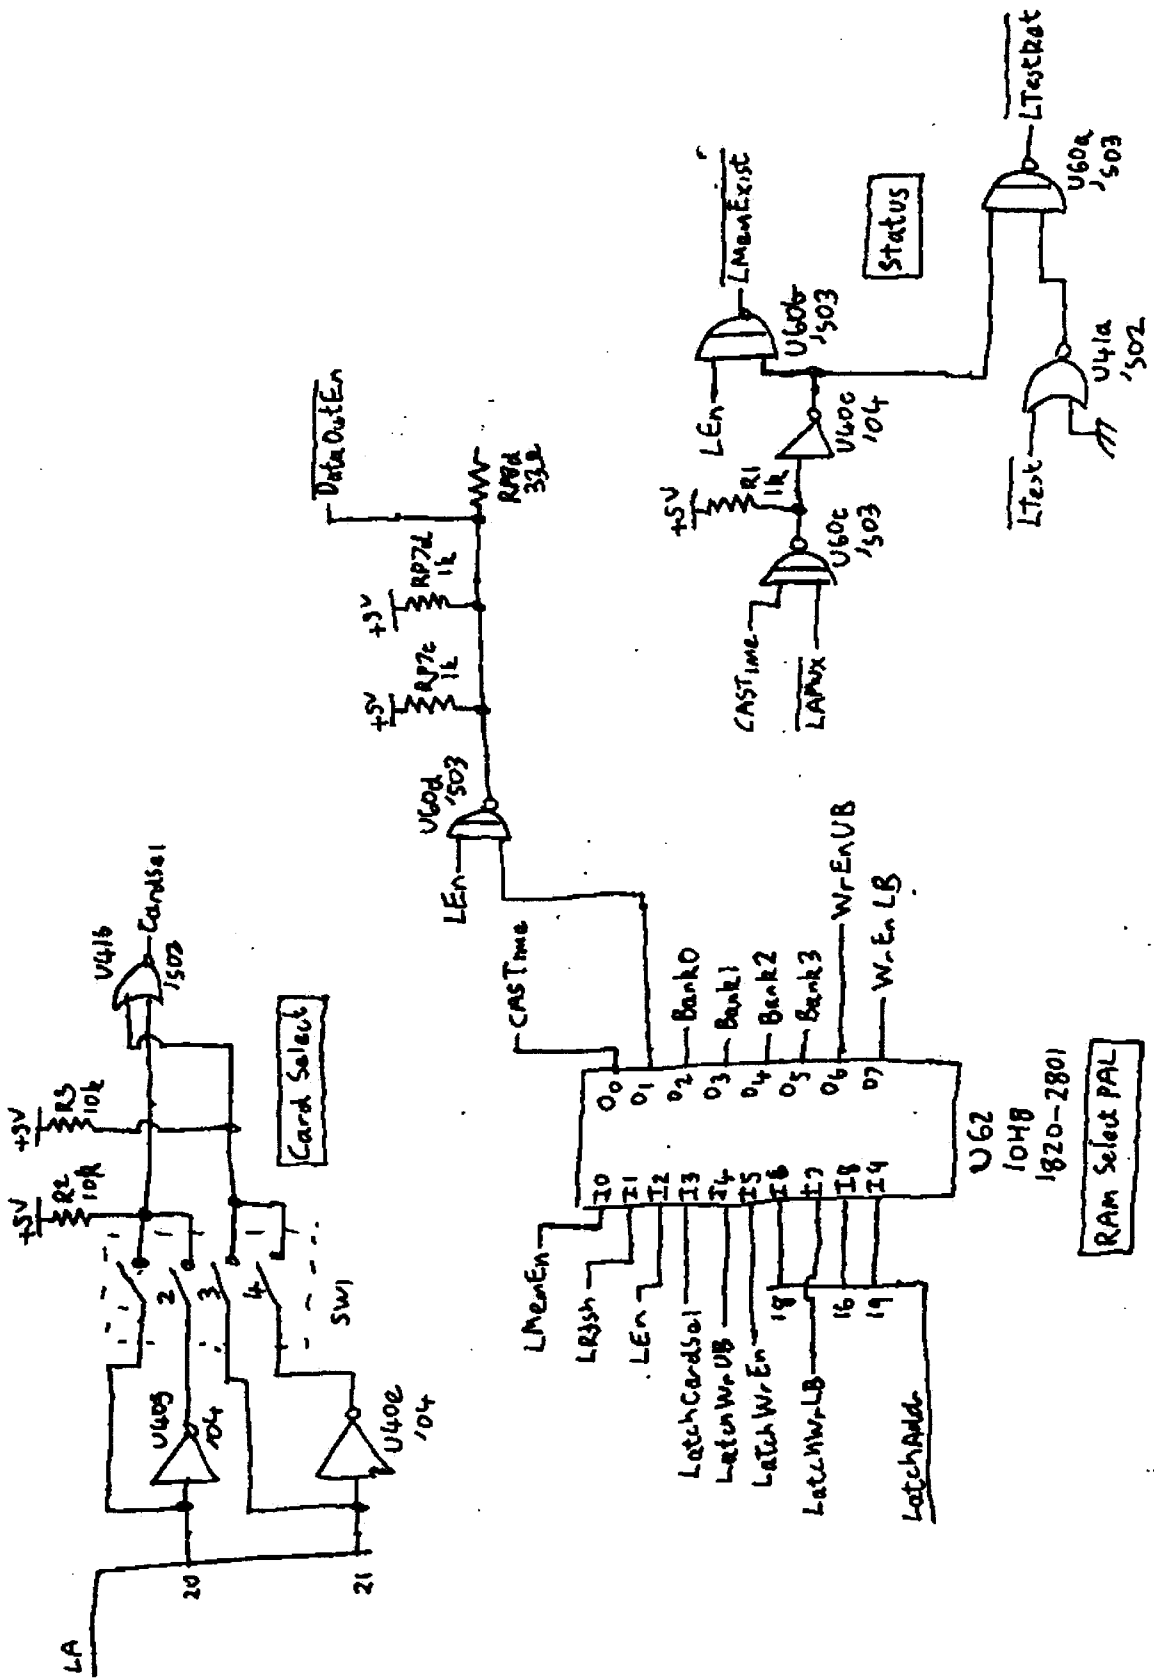 LA
20
21
U40f
'04
U40e
'04
2
3
4
SW1
+5V
R2
10k
+5V
R3
10k
U41b
'S02
CardSel
Card Select
LMemEn
LRfsh
LEn
LatchCardSel
LatchWrUB
LatchWrEn
LatchWrLB
LatchAddr
18
16
19
I0
I1
I2
I3
I4
I5
I6
I7
I8
I9
O0
O1
O2
O3
O4
O5
O6
O7
U62
10H8
1820-2801
RAM Select PAL
CASTime
Bank0
Bank1
Bank2
Bank3
WrEnUB
WrEnLB
LEn
U60d
'S03
+5V
RP7c
1k
+5V
RP7d
1k
DataOutEn
33R
CASTime
LAMux
U60c
'S03
+5V
R1
1k
U40c
'04
LEn
U60b
'S03
LMemExist
Status
LTest
U41a
'S02
U60a
'S03
LTestRet